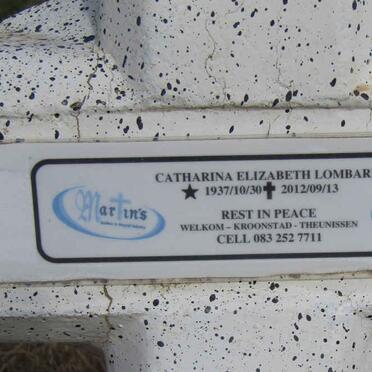 CATHARINA ELIZABETH LOMBAR
★ 1937/10/30 ✝ 2012/09/13
Martin's
REST IN PEACE
WELKOM – KROONSTAD - THEUNISSEN
CELL 083 252 7711